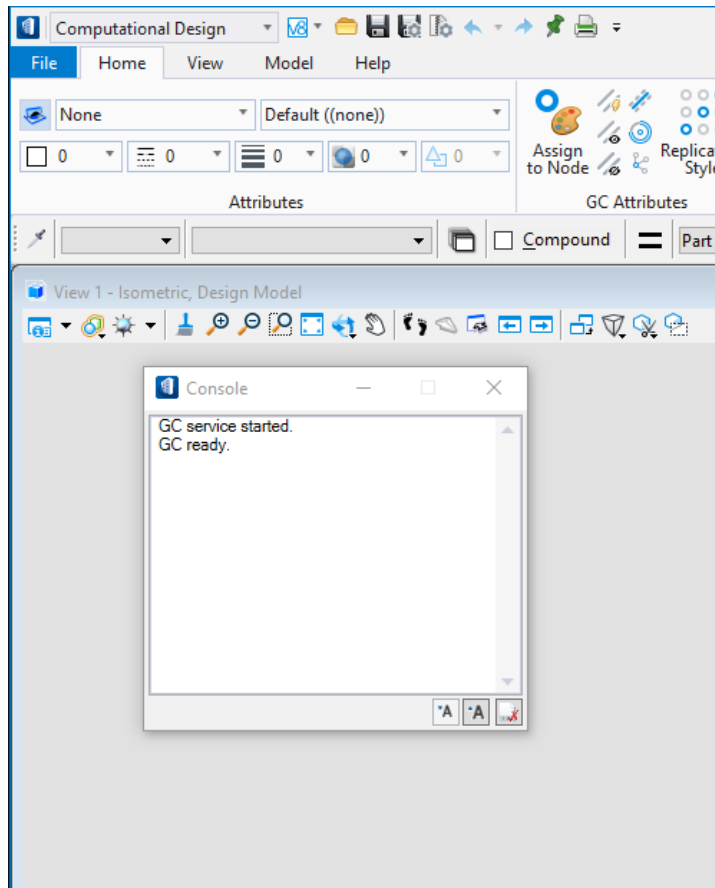 Computational Design V8
File Home View Model Help
None Default ((none))
0 0 0 0 0
Assign
to Node
Replica
Style
Attributes GC Attributes
Compound Part
View 1 - Isometric, Design Model
Console
GC service started.
GC ready.
A A